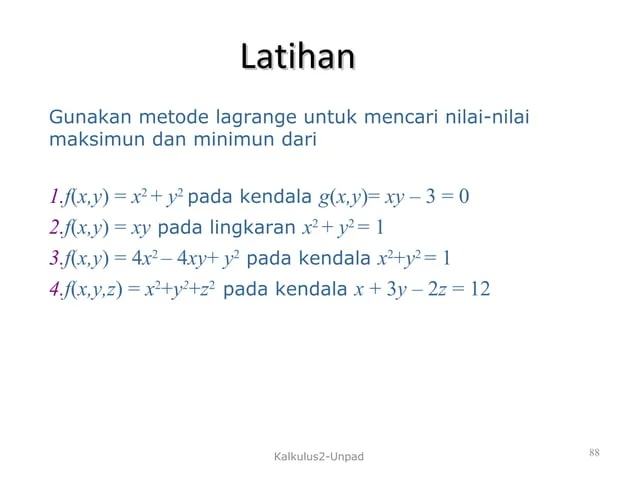 Latihan
Gunakan metode lagrange untuk mencari nilai-nilai
maksimun dan minimun dari
1.f(x,y) = x² + y² pada kendala g(x,y)= xy – 3 = 0
2.f(x,y) = xy pada lingkaran x² + y² = 1
3.f(x,y) = 4x² – 4xy+ y² pada kendala x²+y² = 1
4.f(x,y,z) = x²+y²+z² pada kendala x + 3y – 2z = 12
Kalkulus2-Unpad
88